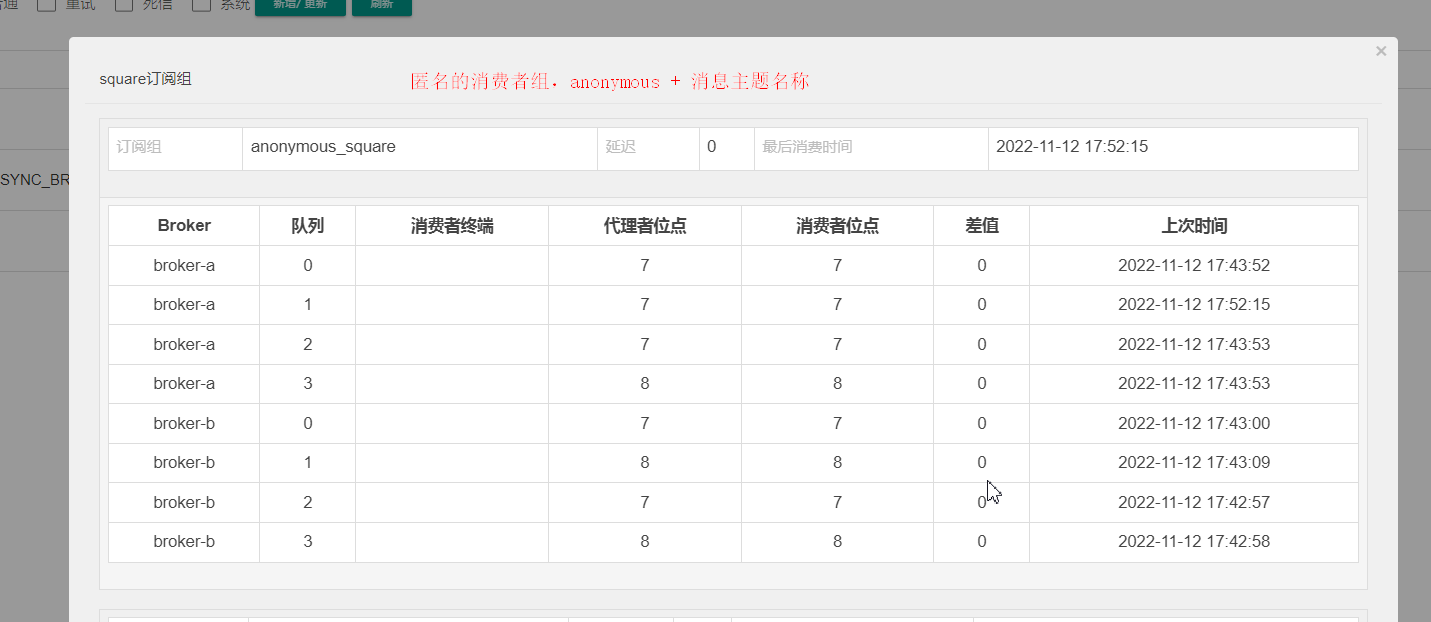 通 重试 死信 系统 新增/更新 刷新
×
square订阅组 匿名的消费者组. anonymous + 消息主题名称
订阅组 anonymous_square 延迟 0 最后消费时间 2022-11-12 17:52:15
SYNC_BR
Broker 队列 消费者终端 代理者位点 消费者位点 差值 上次时间
broker-a 0 7 7 0 2022-11-12 17:43:52
broker-a 1 7 7 0 2022-11-12 17:52:15
broker-a 2 7 7 0 2022-11-12 17:43:53
broker-a 3 8 8 0 2022-11-12 17:43:53
broker-b 0 7 7 0 2022-11-12 17:43:00
broker-b 1 8 8 0 2022-11-12 17:43:09
broker-b 2 7 7 0 2022-11-12 17:42:57
broker-b 3 8 8 0 2022-11-12 17:42:58